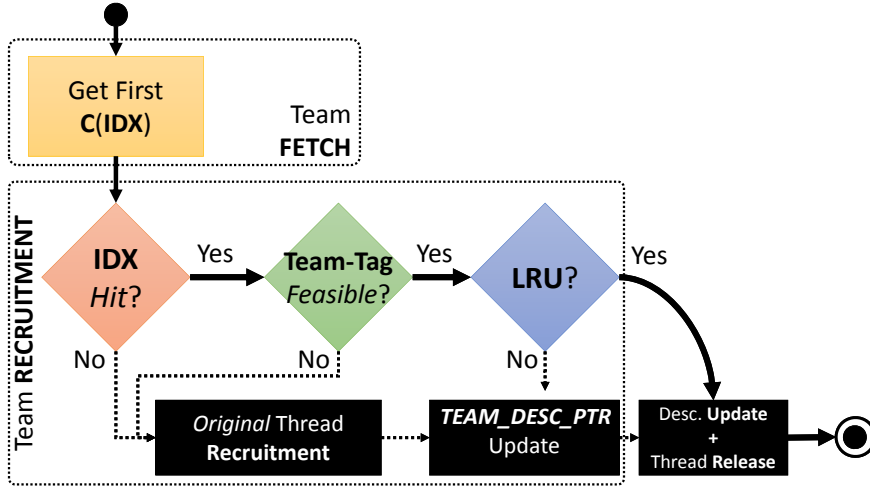 Get First
C(IDX)
Team
FETCH
Team RECRUITMENT
IDX
Hit?
Yes
Team-Tag
Feasible?
Yes
LRU?
Yes
No
No
No
Original Thread
Recruitment
TEAM_DESC_PTR
Update
Desc. Update
+
Thread Release